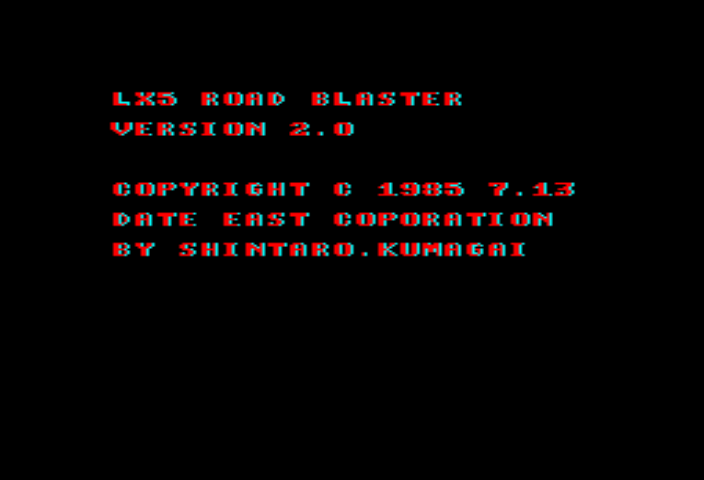 LX5 ROAD BLASTER
VERSION 2.0
COPYRIGHT C 1985 7.13
DATE EAST COPORATION
BY SHINTARO.KUMAGAI